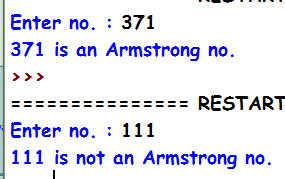 Enter no. : 371
371 is an Armstrong no.
>>>
=============== RESTART
Enter no. : 111
111 is not an Armstrong no.